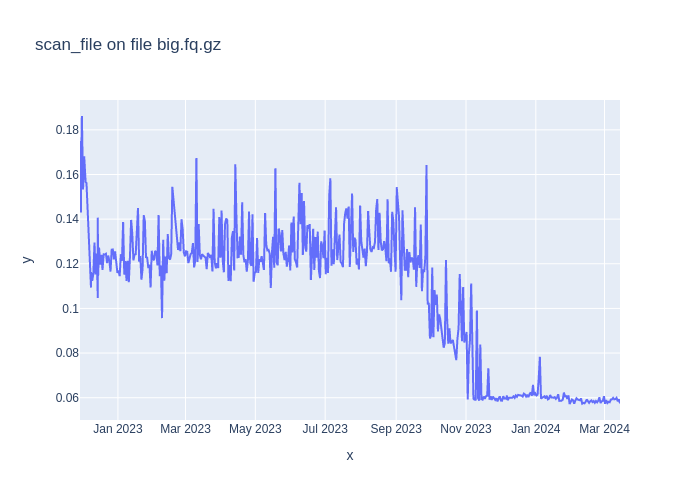 scan_file on file big.fq.gz
y
0.18
0.16
0.14
0.12
0.1
0.08
0.06
Jan 2023 Mar 2023 May 2023 Jul 2023 Sep 2023 Nov 2023 Jan 2024 Mar 2024
x